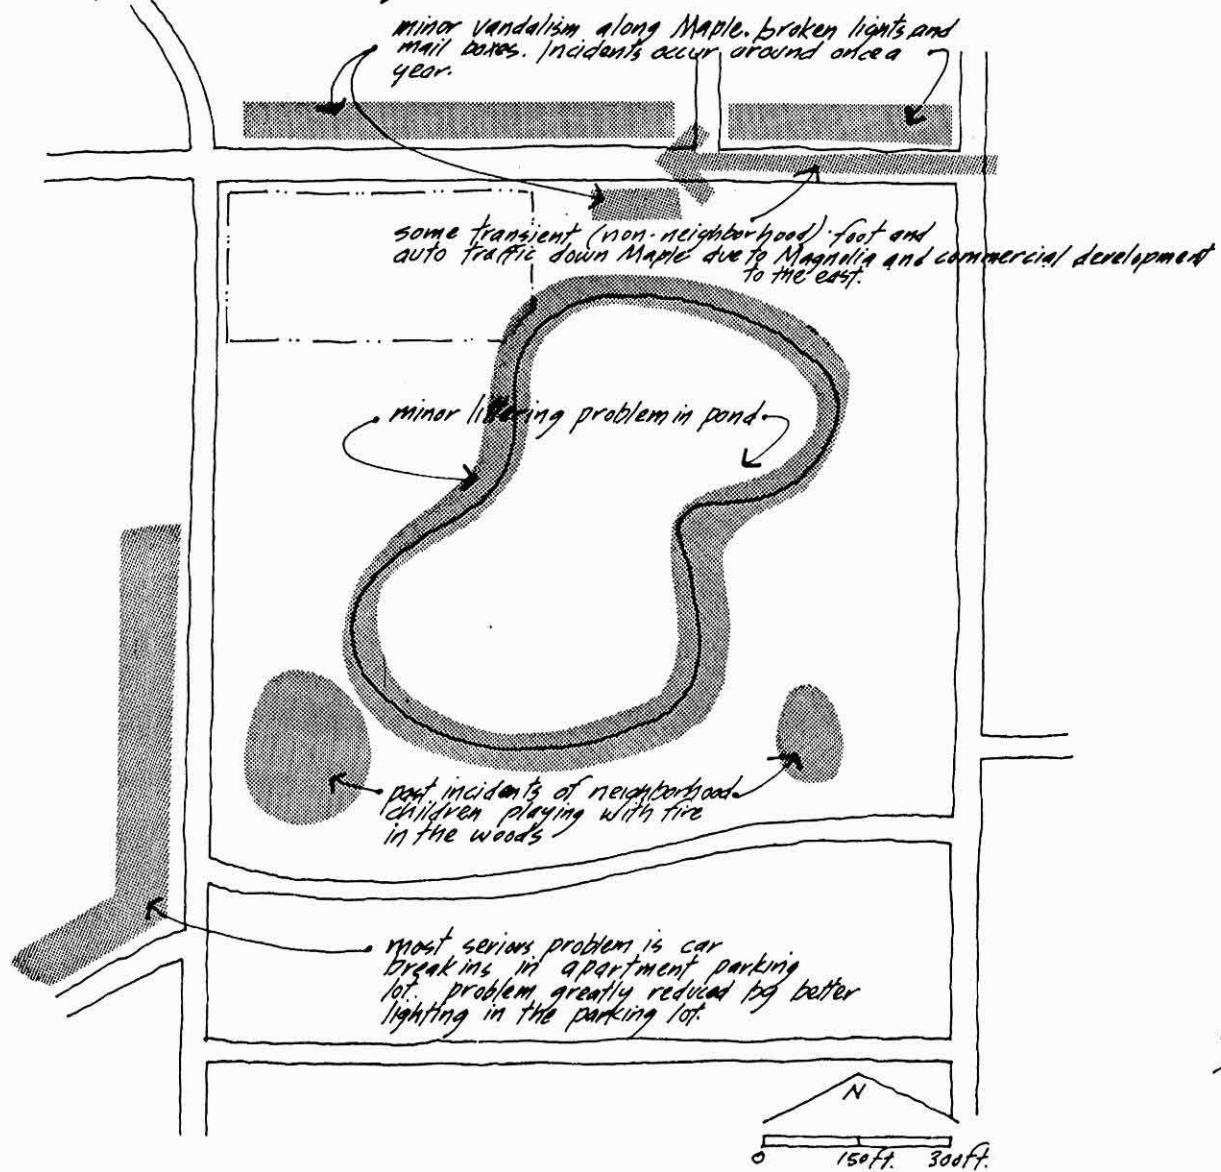 minor vandalism along Maple. broken lights and
mail boxes. Incidents occur around once a
year.
some transient (non-neighborhood) foot and
auto traffic down Maple due to Magnolia and commercial development
to the east.
minor littering problem in pond
past incidents of neighborhood
children playing with fire
in the woods
most serious problem is car
breakins in apartment parking
lot. problem greatly reduced by better
lighting in the parking lot.
N
0 150ft. 300ft.